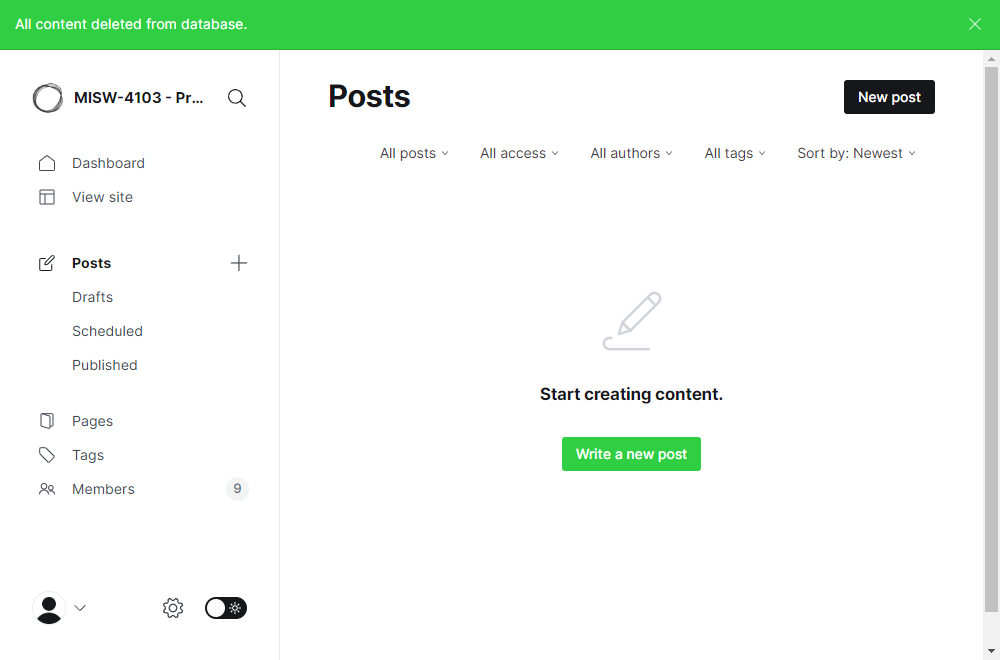 All content deleted from database.
MISW-4103 - Pr...
Dashboard
View site
Posts
Drafts
Scheduled
Published
Pages
Tags
Members 9
Posts
New post
All posts All access All authors All tags Sort by: Newest
Start creating content.
Write a new post